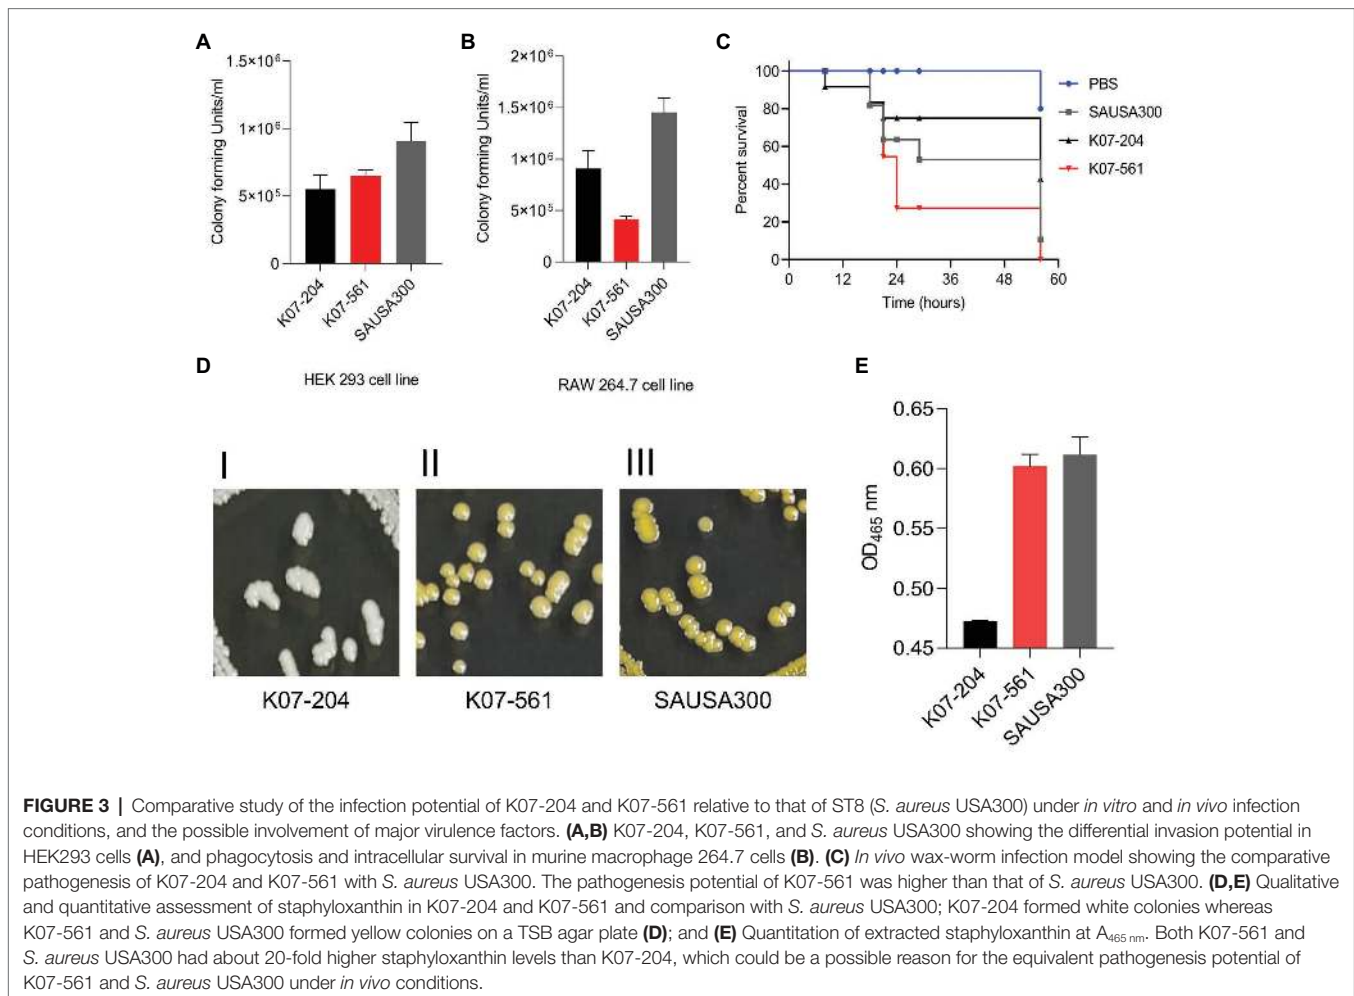 A
1.5×10⁶
1×10⁶
5×10⁵
0
Colony forming Units/ml
K07-204
K07-561
SAUSA300
HEK 293 cell line
B
2×10⁶
1.5×10⁶
1×10⁶
5×10⁵
0
Colony forming Units/ml
K07-204
K07-561
SAUSA300
RAW 264.7 cell line
C
100
80
60
40
20
0
Percent survival
0 12 24 36 48 60
Time (hours)
PBS
SAUSA300
K07-204
K07-561
D
I
II
III
K07-204
K07-561
SAUSA300
E
0.65
0.60
0.55
0.50
0.45
OD₄₆₅ nm
K07-204
K07-561
SAUSA300
FIGURE 3 | Comparative study of the infection potential of K07-204 and K07-561 relative to that of ST8 (S. aureus USA300) under in vitro and in vivo infection
conditions, and the possible involvement of major virulence factors. (A,B) K07-204, K07-561, and S. aureus USA300 showing the differential invasion potential in
HEK293 cells (A), and phagocytosis and intracellular survival in murine macrophage 264.7 cells (B). (C) In vivo wax-worm infection model showing the comparative
pathogenesis of K07-204 and K07-561 with S. aureus USA300. The pathogenesis potential of K07-561 was higher than that of S. aureus USA300. (D,E) Qualitative
and quantitative assessment of staphyloxanthin in K07-204 and K07-561 and comparison with S. aureus USA300; K07-204 formed white colonies whereas
K07-561 and S. aureus USA300 formed yellow colonies on a TSB agar plate (D); and (E) Quantitation of extracted staphyloxanthin at A₄₆₅ ₙₘ. Both K07-561 and
S. aureus USA300 had about 20-fold higher staphyloxanthin levels than K07-204, which could be a possible reason for the equivalent pathogenesis potential of
K07-561 and S. aureus USA300 under in vivo conditions.